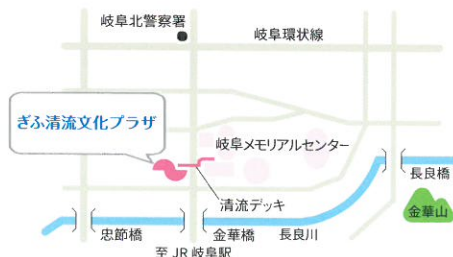 岐阜北警察署
岐阜環状線
ぎふ清流文化プラザ
岐阜メモリアルセンター
長良橋
清流デッキ
金華山
忠節橋
金華橋
長良川
至 JR 岐阜駅